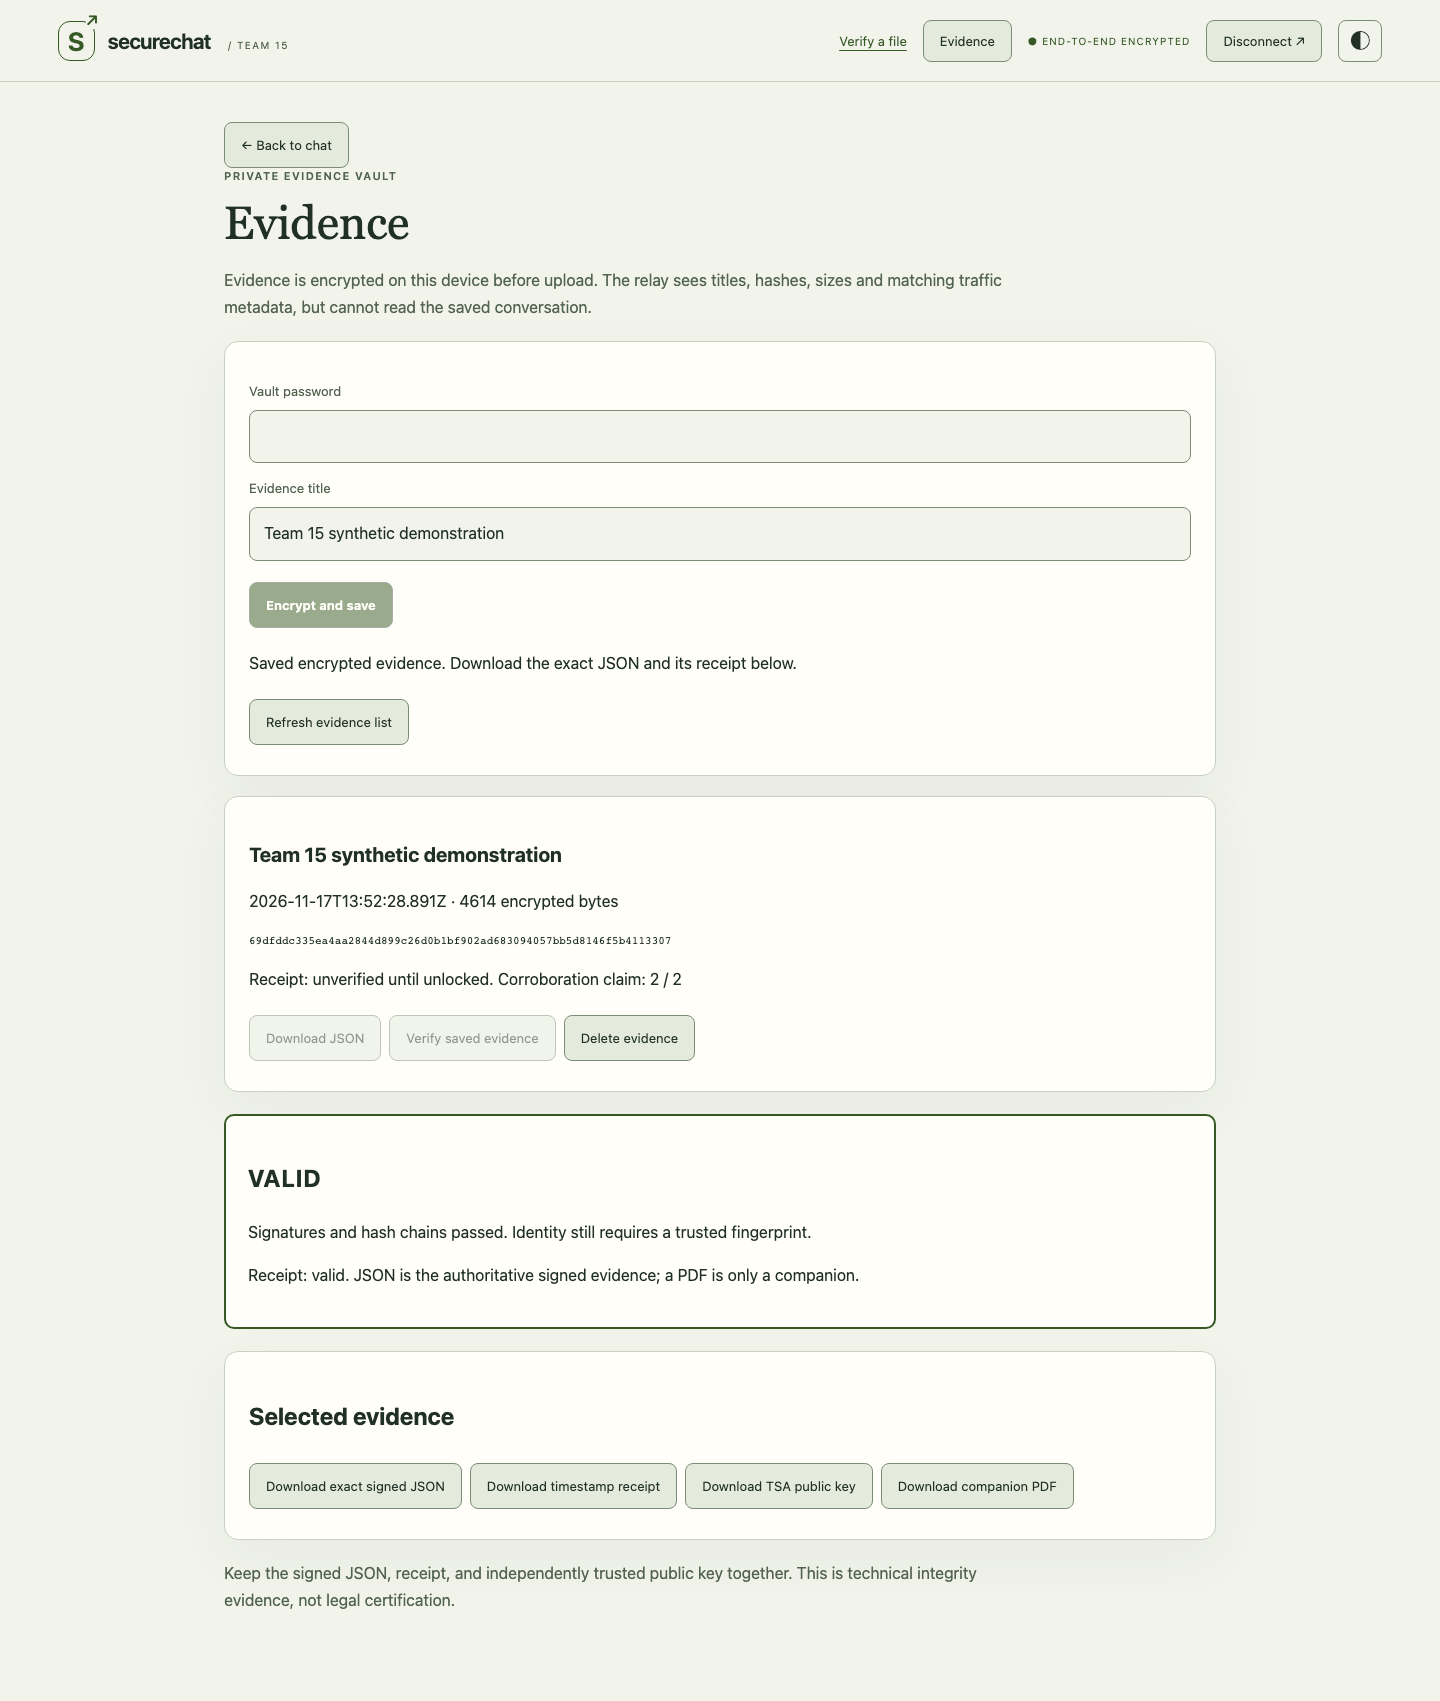 S securechat / TEAM 15
Verify a file
Evidence
END-TO-END ENCRYPTED
Disconnect ↗
← Back to chat
PRIVATE EVIDENCE VAULT
Evidence
Evidence is encrypted on this device before upload. The relay sees titles, hashes, sizes and matching traffic
metadata, but cannot read the saved conversation.
Vault password
Evidence title
Team 15 synthetic demonstration
Encrypt and save
Saved encrypted evidence. Download the exact JSON and its receipt below.
Refresh evidence list
Team 15 synthetic demonstration
2026-11-17T13:52:28.891Z · 4614 encrypted bytes
69dfddc335ea4aa2844d899c26d0b1bf902ad683094057bb5d8146f5b4113307
Receipt: unverified until unlocked. Corroboration claim: 2 / 2
Download JSON
Verify saved evidence
Delete evidence
VALID
Signatures and hash chains passed. Identity still requires a trusted fingerprint.
Receipt: valid. JSON is the authoritative signed evidence; a PDF is only a companion.
Selected evidence
Download exact signed JSON
Download timestamp receipt
Download TSA public key
Download companion PDF
Keep the signed JSON, receipt, and independently trusted public key together. This is technical integrity
evidence, not legal certification.